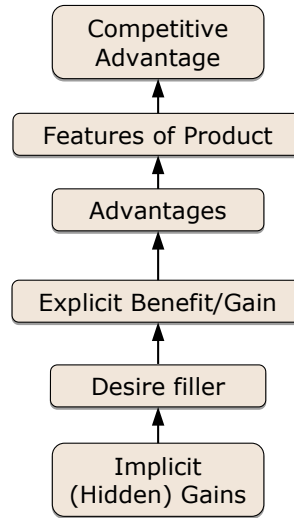 Competitive
Advantage
Features of Product
Advantages
Explicit Benefit/Gain
Desire filler
Implicit
(Hidden) Gains